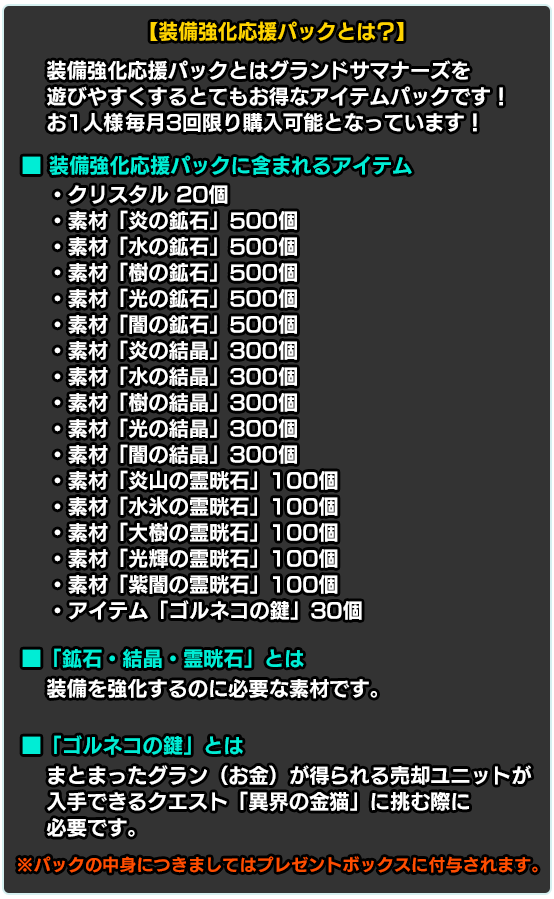 【装備強化応援パックとは？】
装備強化応援パックとはグランドサマナーズを
遊びやすくするとてもお得なアイテムパックです！
お1人様毎月3回限り購入可能となっています！
■ 装備強化応援パックに含まれるアイテム
・クリスタル 20個
・素材「炎の鉱石」500個
・素材「水の鉱石」500個
・素材「樹の鉱石」500個
・素材「光の鉱石」500個
・素材「闇の鉱石」500個
・素材「炎の結晶」300個
・素材「水の結晶」300個
・素材「樹の結晶」300個
・素材「光の結晶」300個
・素材「闇の結晶」300個
・素材「炎山の霊晄石」100個
・素材「水氷の霊晄石」100個
・素材「大樹の霊晄石」100個
・素材「光輝の霊晄石」100個
・素材「紫闇の霊晄石」100個
・アイテム「ゴルネコの鍵」30個
■「鉱石・結晶・霊晄石」とは
装備を強化するのに必要な素材です。
■「ゴルネコの鍵」とは
まとまったグラン（お金）が得られる売却ユニットが
入手できるクエスト「異界の金猫」に挑む際に
必要です。
※パックの中身につきましてはプレゼントボックスに付与されます。